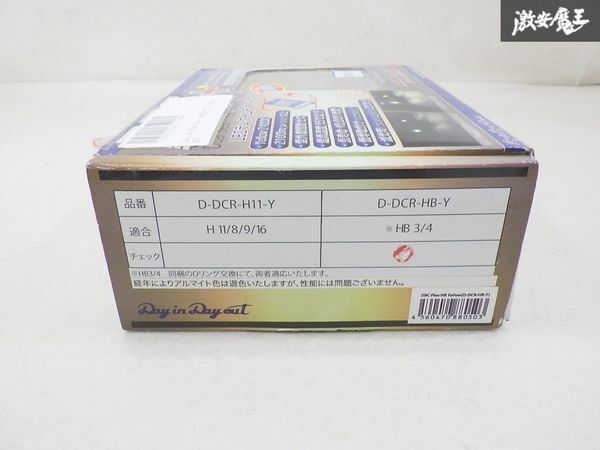 激安魔王
品番 D-DCR-H11-Y D-DCR-HB-Y
適合 H 11/8/9/16 ※ HB 3/4
チェック
※HB3/4 同梱のOリング交換にて、両者適応いたします。
経年によりアルマイト色は退色いたしますが、性能には問題ございません。
Day in Day out
DRC Plus HB Yellow(D-DCR-HB-Y)
4560470880503